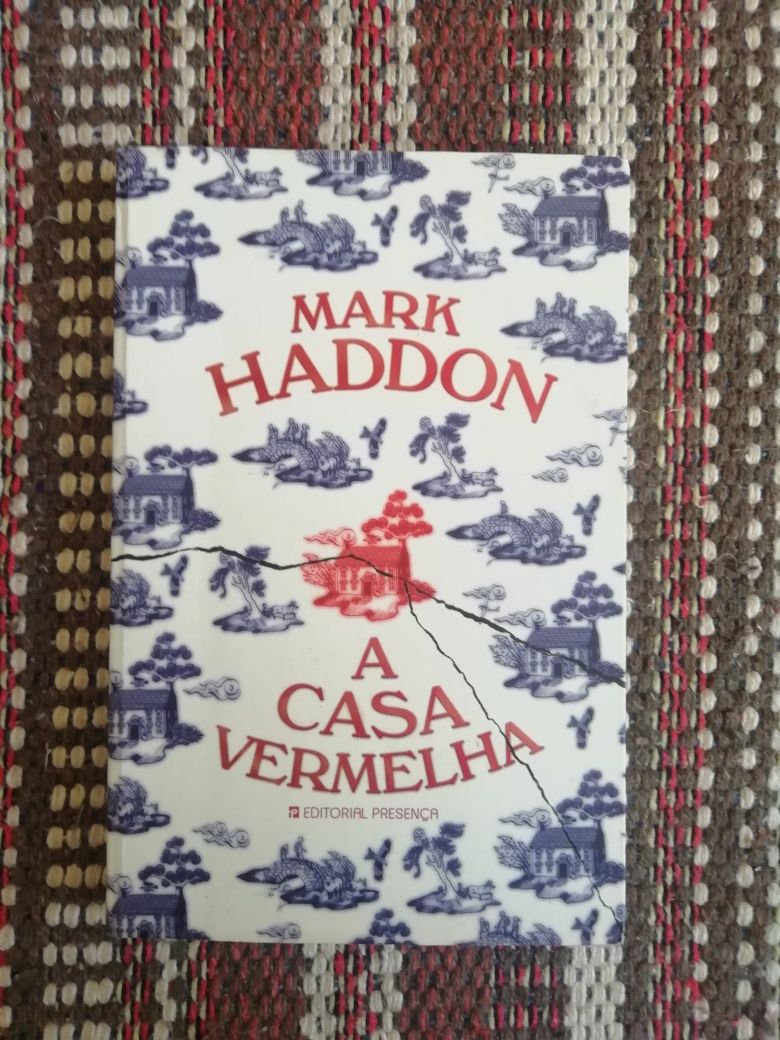 MARK
HADDON
A
CASA
VERMELHA
EDITORIAL PRESENÇA